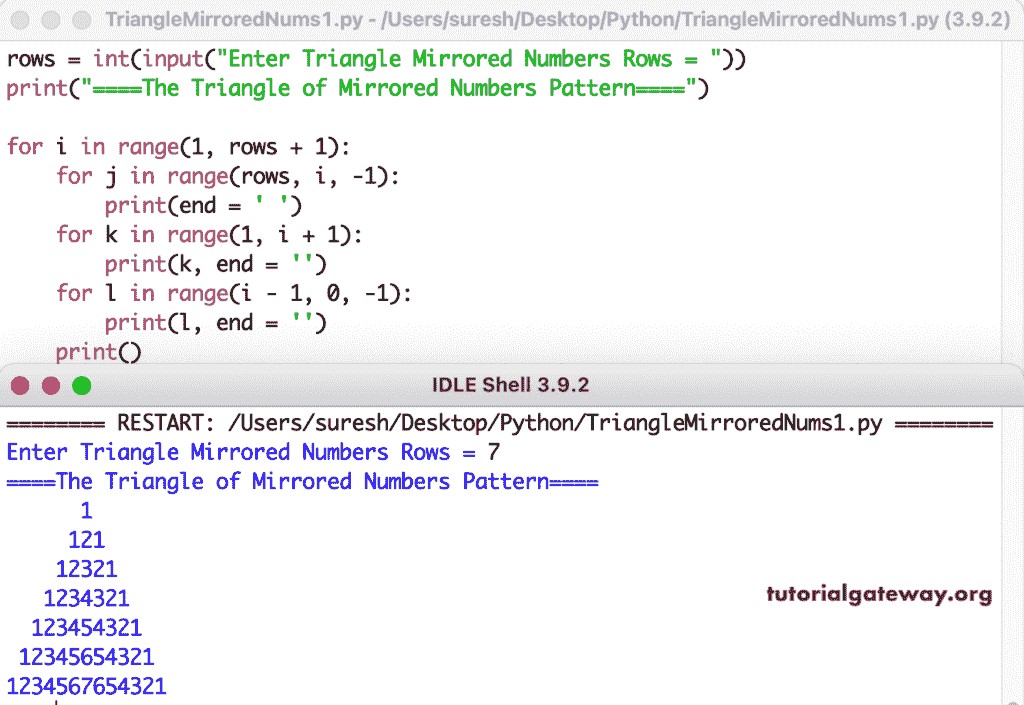 TriangleMirroredNums1.py - /Users/suresh/Desktop/Python/TriangleMirroredNums1.py (3.9.2)
rows = int(input("Enter Triangle Mirrored Numbers Rows = "))
print("====The Triangle of Mirrored Numbers Pattern====")
for i in range(1, rows + 1):
    for j in range(rows, i, -1):
        print(end = ' ')
    for k in range(1, i + 1):
        print(k, end = '')
    for l in range(i - 1, 0, -1):
        print(l, end = '')
    print()
IDLE Shell 3.9.2
======== RESTART: /Users/suresh/Desktop/Python/TriangleMirroredNums1.py ========
Enter Triangle Mirrored Numbers Rows = 7
====The Triangle of Mirrored Numbers Pattern====
      1
     121
    12321
   1234321
  123454321
 12345654321
1234567654321
tutorialgateway.org